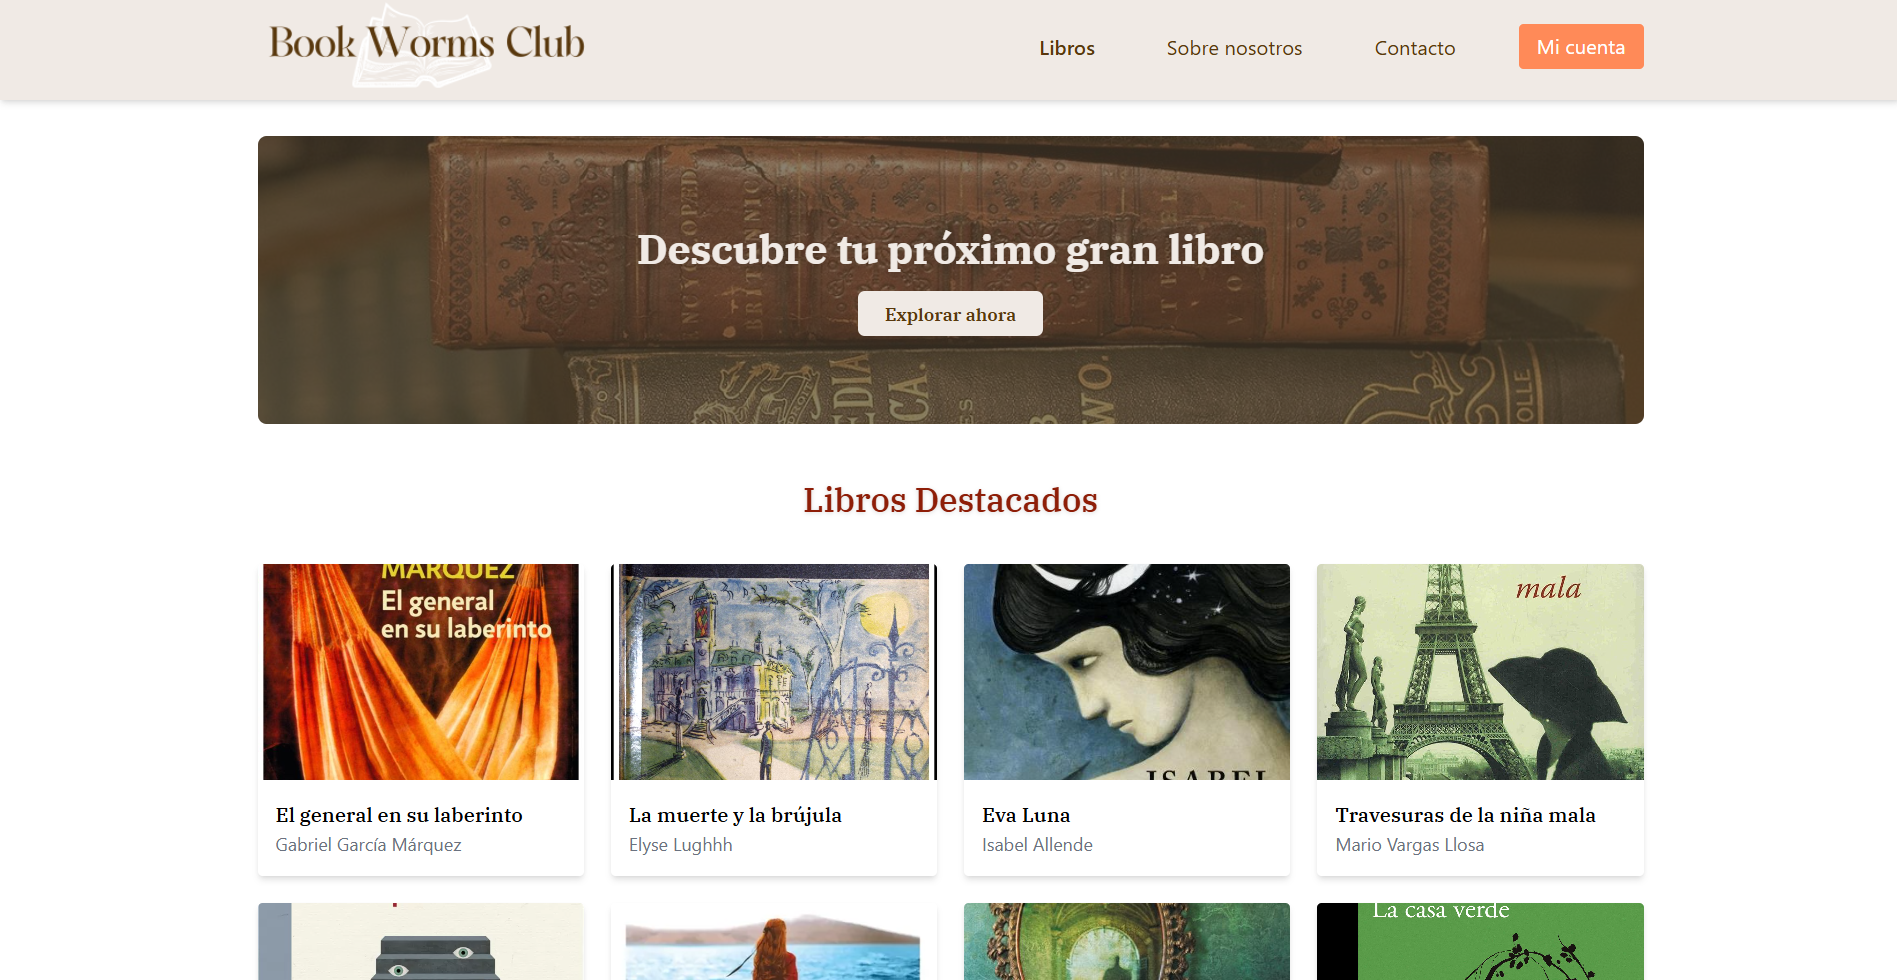 Book Worms Club
Libros
Sobre nosotros
Contacto
Mi cuenta
Descubre tu próximo gran libro
Explorar ahora
Libros Destacados
MÁRQUEZ
El general
en su laberinto
ISABEL
mala
El general en su laberinto
Gabriel García Márquez
La muerte y la brújula
Elyse Lughhh
Eva Luna
Isabel Allende
Travesuras de la niña mala
Mario Vargas Llosa
La casa verde